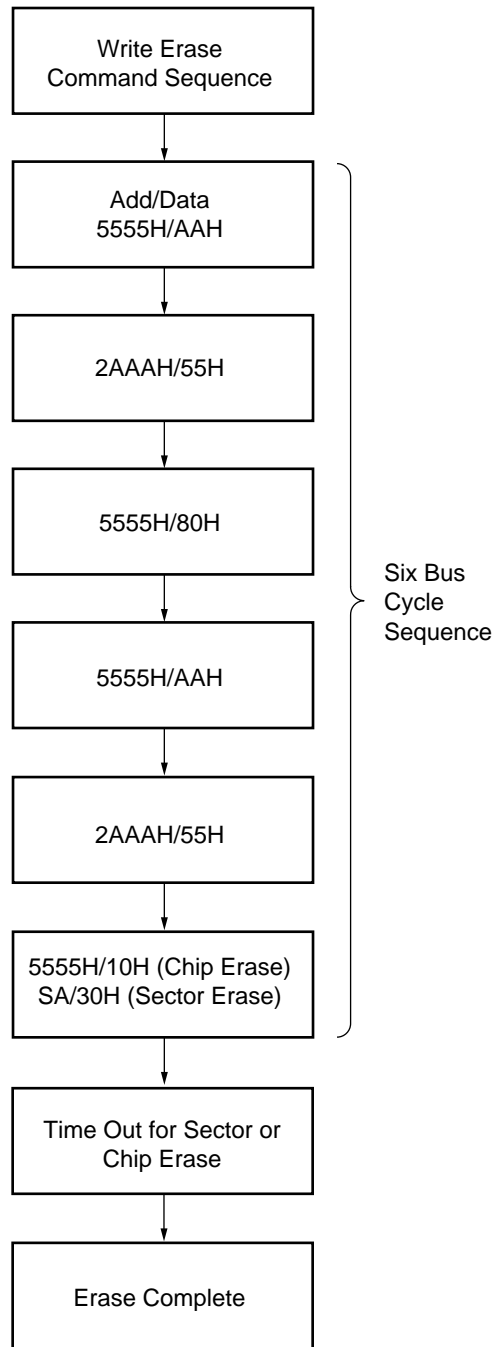 Write Erase
Command Sequence
Add/Data
5555H/AAH
2AAAH/55H
5555H/80H
5555H/AAH
2AAAH/55H
5555H/10H (Chip Erase)
SA/30H (Sector Erase)
Six Bus
Cycle
Sequence
Time Out for Sector or
Chip Erase
Erase Complete